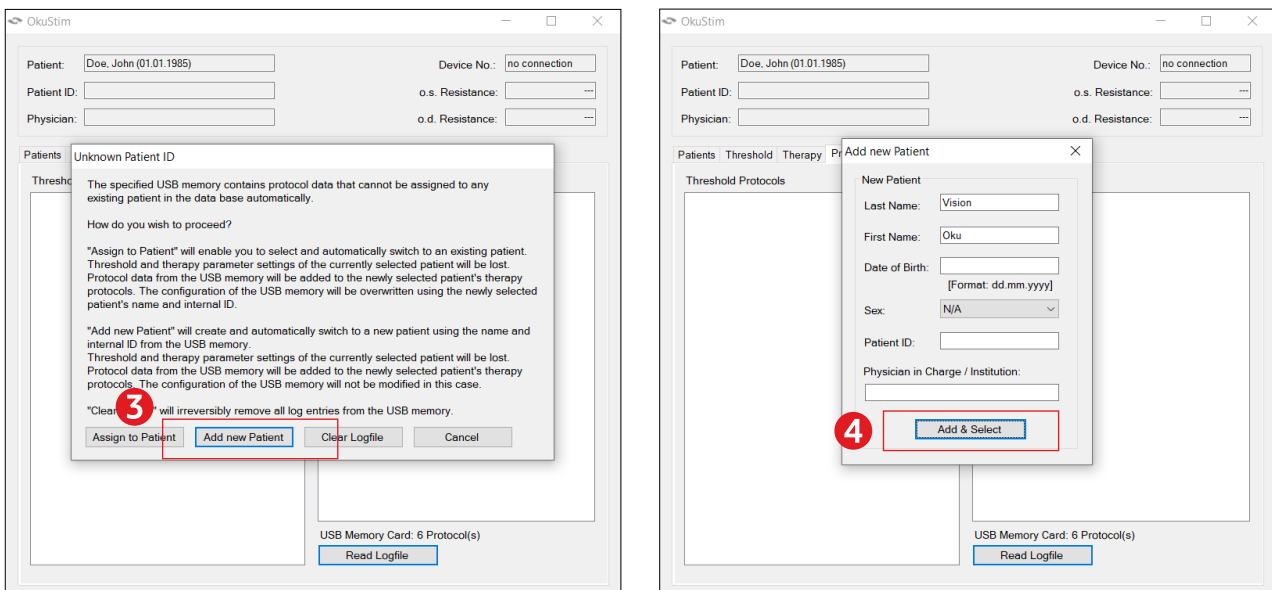 OkuStim
Patient: Doe, John (01.01.1985)
Device No.: no connection
Patient ID:
o.s. Resistance: ---
Physician:
o.d. Resistance: ---
Patients
Thresho
Unknown Patient ID
The specified USB memory contains protocol data that cannot be assigned to any
existing patient in the data base automatically.
How do you wish to proceed?
"Assign to Patient" will enable you to select and automatically switch to an existing patient.
Threshold and therapy parameter settings of the currently selected patient will be lost.
Protocol data from the USB memory will be added to the newly selected patient's therapy
protocols. The configuration of the USB memory will be overwritten using the newly selected
patient's name and internal ID.
"Add new Patient" will create and automatically switch to a new patient using the name and
internal ID from the USB memory.
Threshold and therapy parameter settings of the currently selected patient will be lost.
Protocol data from the USB memory will be added to the newly selected patient's therapy
protocols. The configuration of the USB memory will not be modified in this case.
"Clear " will irreversibly remove all log entries from the USB memory.
3
Assign to Patient Add new Patient Clear Logfile Cancel
USB Memory Card: 6 Protocol(s)
Read Logfile
OkuStim
Patient: Doe, John (01.01.1985)
Device No.: no connection
Patient ID:
o.s. Resistance: ---
Physician:
o.d. Resistance: ---
Patients Threshold Therapy Pr
Threshold Protocols
Add new Patient
New Patient
Last Name: Vision
First Name: Oku
Date of Birth:
[Format: dd.mm.yyyy]
Sex: N/A
Patient ID:
Physician in Charge / Institution:
4
Add & Select
USB Memory Card: 6 Protocol(s)
Read Logfile